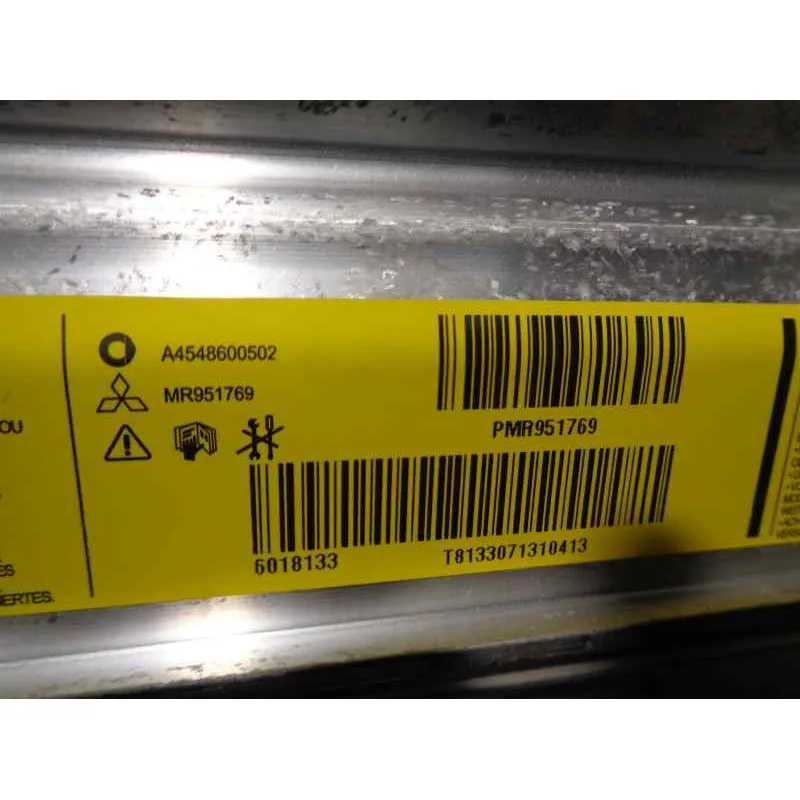 OU
ES
ERTES.
A4548600502
MR951769
PMR951769
6018133 T8133071310413